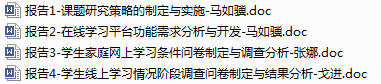 报告1-课题研究策略的制定与实施-马如骥.doc
报告2-在线学习平台功能需求分析与开发-马如骥.doc
报告3-学生家庭网上学习条件问卷制定与调查分析-张娜.doc
报告4-学生线上学习情况阶段调查问卷制定与结果分析-戈进.doc